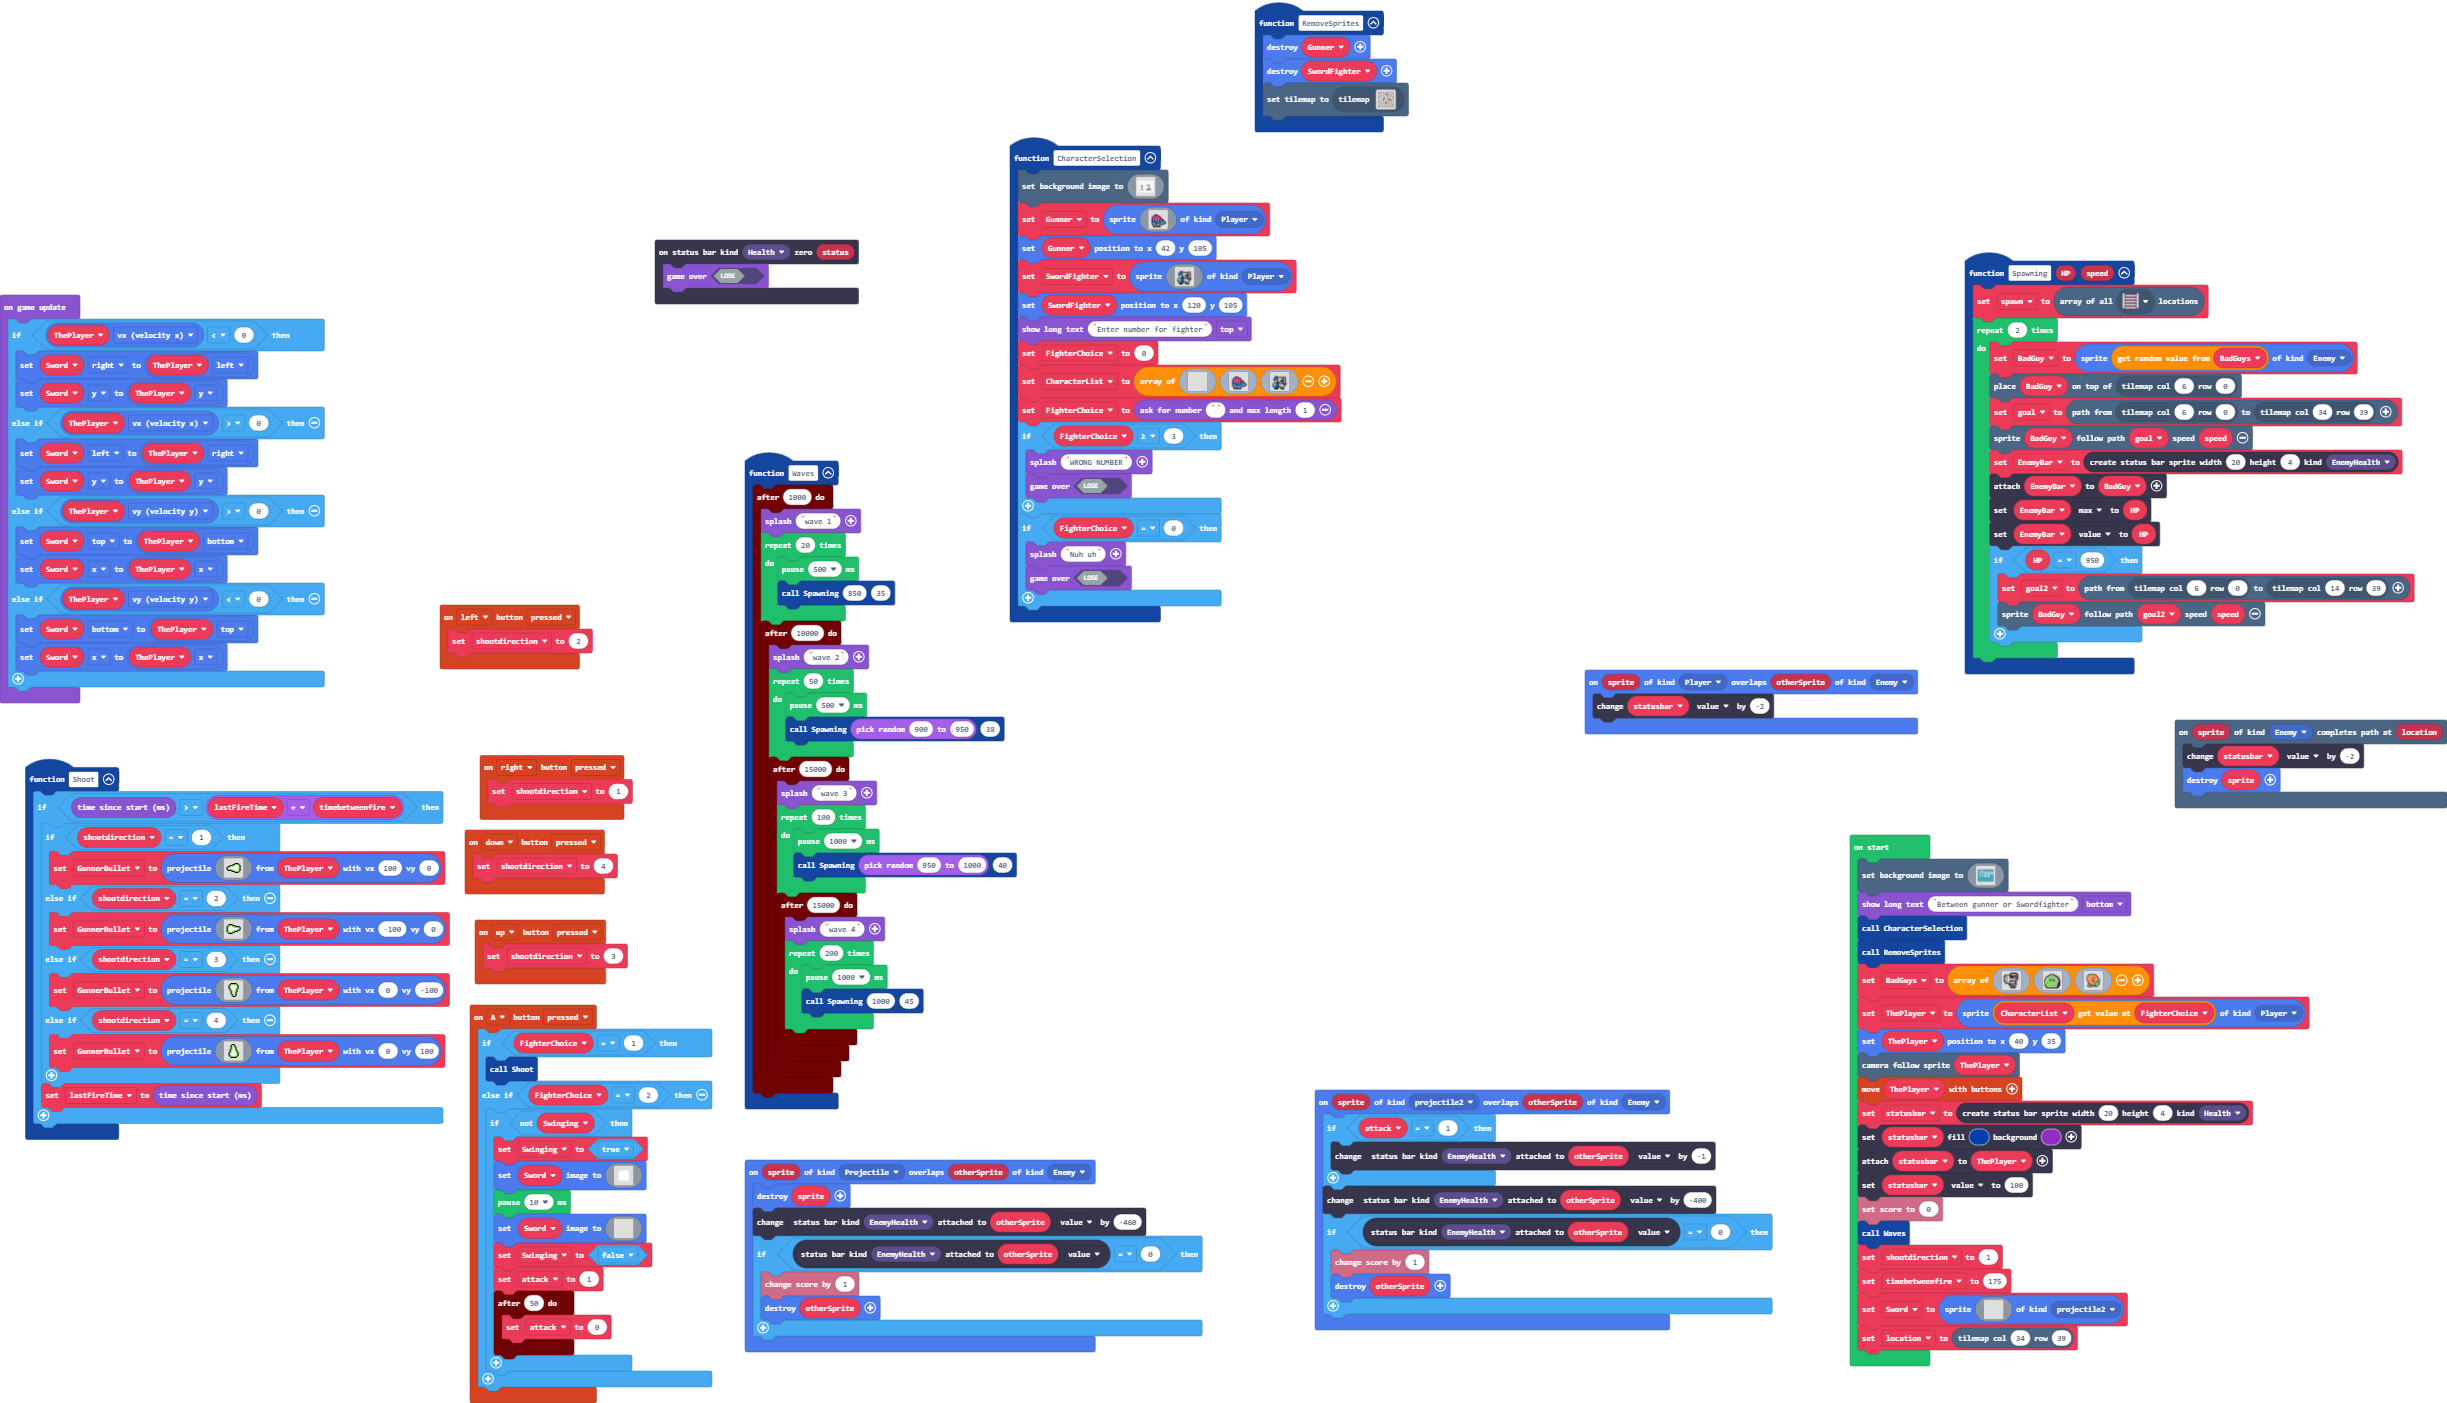 function RemoveSprites
destroy Gunner
destroy SwordFighter
set tilemap to tilemap
function CharacterSelection
set background image to
set Gunner to sprite of kind Player
set Gunner position to x 42 y 105
set SwordFighter to sprite of kind Player
set SwordFighter position to x 120 y 105
show long text "Enter number for fighter" top
set FighterChoice to 0
set CharacterList to array of
set FighterChoice to ask for number " " and max length 1
if FighterChoice ≥ 3 then
splash "WRONG NUMBER"
game over LOSE
if FighterChoice = 0 then
splash "Nuh uh"
game over LOSE
on status bar kind Health zero status
game over LOSE
function Spawning HP speed
set spawn to array of all locations
repeat 2 times
do
set BadGuy to sprite get random value from BadGuys of kind Enemy
place BadGuy on top of tilemap col 6 row 0
set goal to path from tilemap col 6 row 0 to tilemap col 34 row 39
sprite BadGuy follow path goal speed speed
set EnemyBar to create status bar sprite width 20 height 4 kind EnemyHealth
attach EnemyBar to BadGuy
set EnemyBar max to HP
set EnemyBar value to HP
if HP = 950 then
set goal2 to path from tilemap col 6 row 0 to tilemap col 14 row 39
sprite BadGuy follow path goal2 speed speed
on game update
if ThePlayer vx (velocity x) < 0 then
set Sword right to ThePlayer left
set Sword y to ThePlayer y
else if ThePlayer vx (velocity x) > 0 then
set Sword left to ThePlayer right
set Sword y to ThePlayer y
else if ThePlayer vy (velocity y) > 0 then
set Sword top to ThePlayer bottom
set Sword x to ThePlayer x
else if ThePlayer vy (velocity y) < 0 then
set Sword bottom to ThePlayer top
set Sword x to ThePlayer x
on left button pressed
set shootdirection to 2
function Waves
after 1000 do
splash "wave 1"
repeat 20 times
do
pause 500 ms
call Spawning 850 35
after 10000 do
splash "wave 2"
repeat 50 times
do
pause 500 ms
call Spawning pick random 900 to 950 38
after 15000 do
splash "wave 3"
repeat 100 times
do
pause 1000 ms
call Spawning pick random 950 to 1000 40
after 15000 do
splash "wave 4"
repeat 200 times
do
pause 1000 ms
call Spawning 1000 45
on sprite of kind Player overlaps otherSprite of kind Enemy
change statusbar value by -2
on sprite of kind Enemy completes path at location
change statusbar value by -2
destroy sprite
function Shoot
if time since start (ms) > lastFireTime + timebetweenfire then
if shootdirection = 1 then
set GunnerBullet to projectile from ThePlayer with vx 100 vy 0
else if shootdirection = 2 then
set GunnerBullet to projectile from ThePlayer with vx -100 vy 0
else if shootdirection = 3 then
set GunnerBullet to projectile from ThePlayer with vx 0 vy -100
else if shootdirection = 4 then
set GunnerBullet to projectile from ThePlayer with vx 0 vy 100
set lastFireTime to time since start (ms)
on right button pressed
set shootdirection to 1
on down button pressed
set shootdirection to 4
on up button pressed
set shootdirection to 3
on A button pressed
if FighterChoice = 1 then
call Shoot
else if FighterChoice = 2 then
if not Swinging then
set Swinging to true
set Sword image to
pause 10 ms
set Sword image to
set Swinging to false
set attack to 1
after 50 do
set attack to 0
on sprite of kind Projectile overlaps otherSprite of kind Enemy
destroy sprite
change status bar kind EnemyHealth attached to otherSprite value by -460
if status bar kind EnemyHealth attached to otherSprite value = 0 then
change score by 1
destroy otherSprite
on sprite of kind projectile2 overlaps otherSprite of kind Enemy
if attack = 1 then
change status bar kind EnemyHealth attached to otherSprite value by -1
change status bar kind EnemyHealth attached to otherSprite value by -400
if status bar kind EnemyHealth attached to otherSprite value = 0 then
change score by 1
destroy otherSprite
on start
set background image to
show long text "Between gunner or Swordfighter" bottom
call CharacterSelection
call RemoveSprites
set BadGuys to array of
set ThePlayer to sprite CharacterList get value at FighterChoice of kind Player
set ThePlayer position to x 40 y 35
camera follow sprite ThePlayer
move ThePlayer with buttons
set statusbar to create status bar sprite width 20 height 4 kind Health
set statusbar fill background
attach statusbar to ThePlayer
set statusbar value to 100
set score to 0
call Waves
set shootdirection to 1
set timebetweenfire to 175
set Sword to sprite of kind projectile2
set location to tilemap col 34 row 39